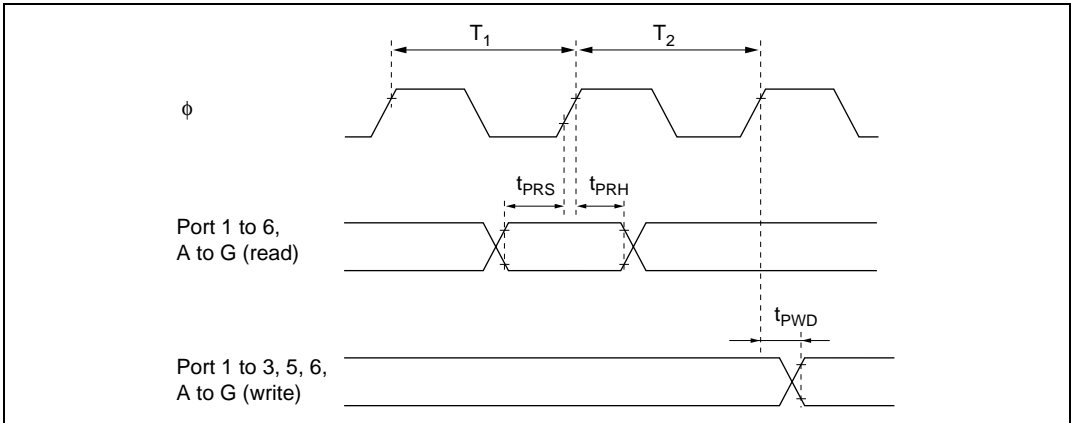 T₁ T₂
ϕ
tPRS tPRH
Port 1 to 6,
A to G (read)
tPWD
Port 1 to 3, 5, 6,
A to G (write)